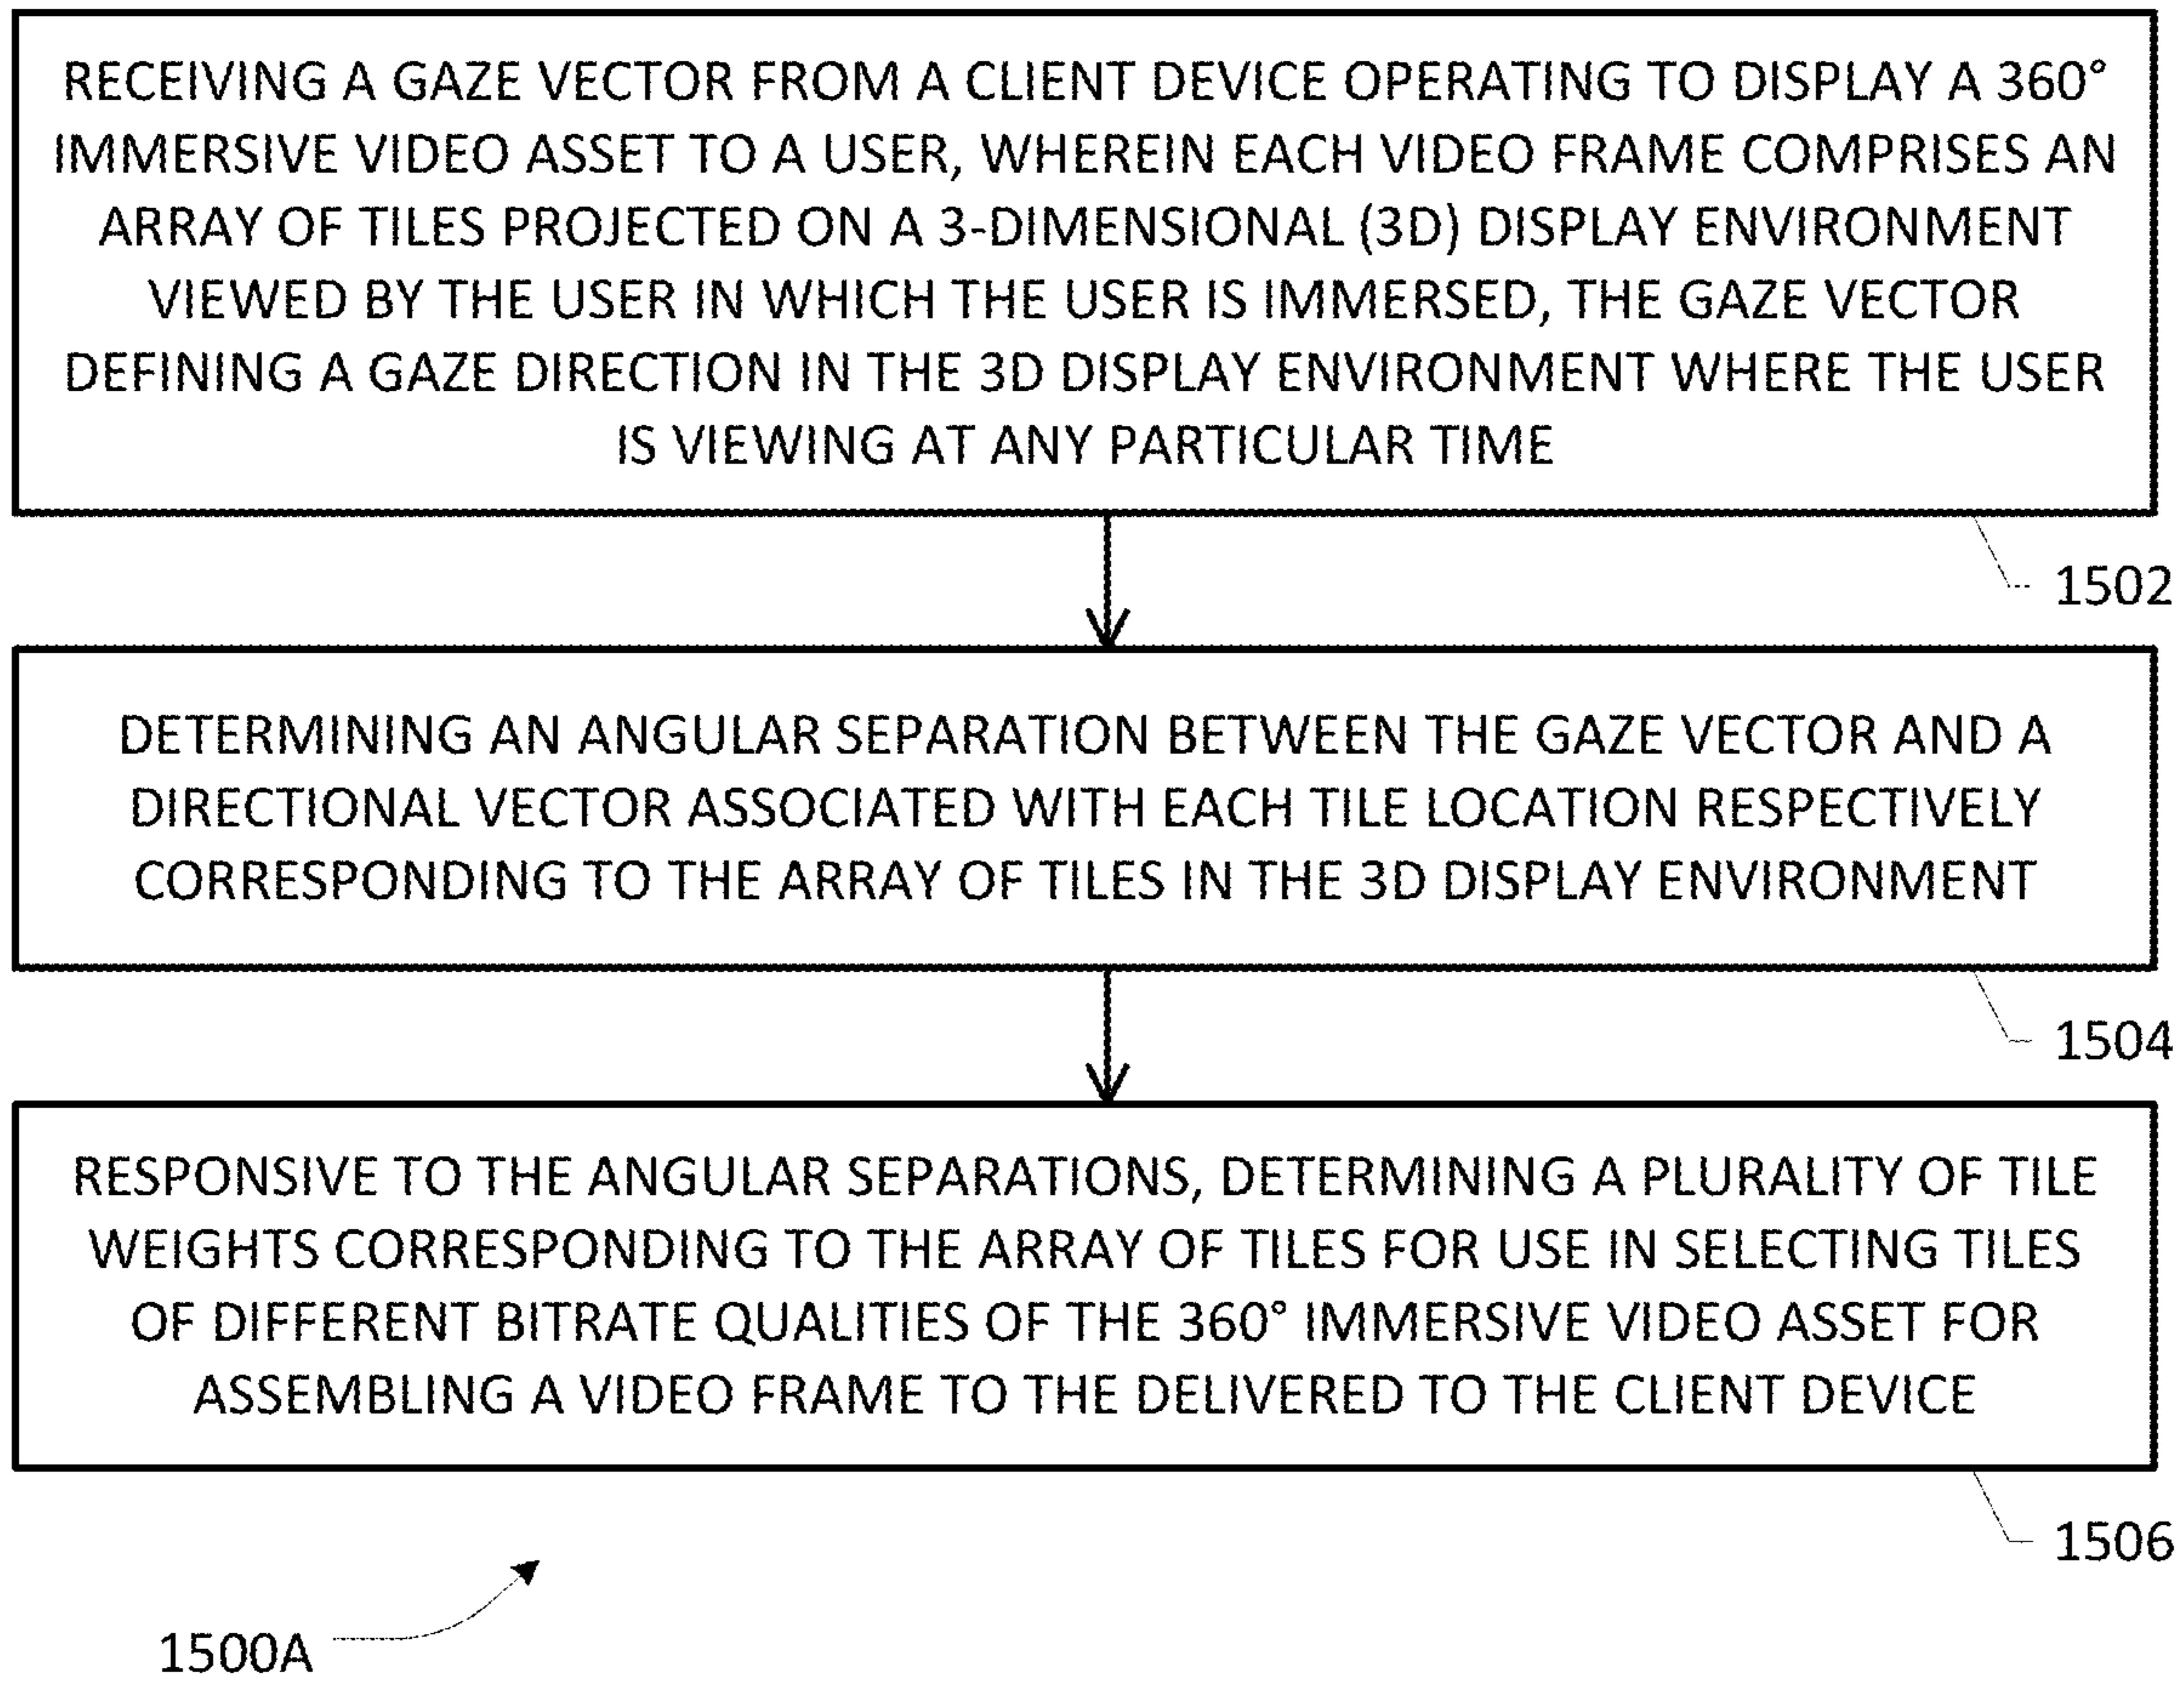 RECEIVING A GAZE VECTOR FROM A CLIENT DEVICE OPERATING TO DISPLAY A 360°
IMMERSIVE VIDEO ASSET TO A USER, WHEREIN EACH VIDEO FRAME COMPRISES AN
ARRAY OF TILES PROJECTED ON A 3-DIMENSIONAL (3D) DISPLAY ENVIRONMENT
VIEWED BY THE USER IN WHICH THE USER IS IMMERSED, THE GAZE VECTOR
DEFINING A GAZE DIRECTION IN THE 3D DISPLAY ENVIRONMENT WHERE THE USER
IS VIEWING AT ANY PARTICULAR TIME
1502
DETERMINING AN ANGULAR SEPARATION BETWEEN THE GAZE VECTOR AND A
DIRECTIONAL VECTOR ASSOCIATED WITH EACH TILE LOCATION RESPECTIVELY
CORRESPONDING TO THE ARRAY OF TILES IN THE 3D DISPLAY ENVIRONMENT
1504
RESPONSIVE TO THE ANGULAR SEPARATIONS, DETERMINING A PLURALITY OF TILE
WEIGHTS CORRESPONDING TO THE ARRAY OF TILES FOR USE IN SELECTING TILES
OF DIFFERENT BITRATE QUALITIES OF THE 360° IMMERSIVE VIDEO ASSET FOR
ASSEMBLING A VIDEO FRAME TO THE DELIVERED TO THE CLIENT DEVICE
1506
1500A